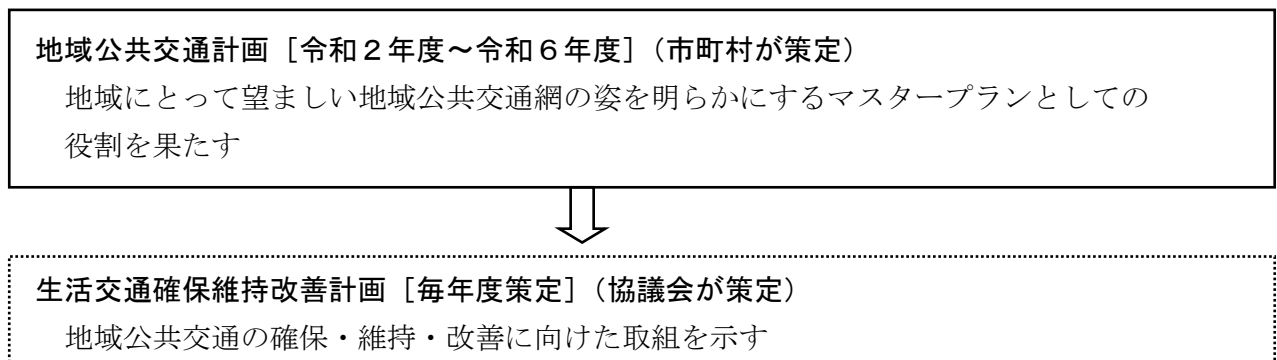 地域公共交通計画［令和２年度～令和６年度］（市町村が策定）
地域にとって望ましい地域公共交通網の姿を明らかにするマスタープランとしての
役割を果たす
生活交通確保維持改善計画［毎年度策定］（協議会が策定）
地域公共交通の確保・維持・改善に向けた取組を示す